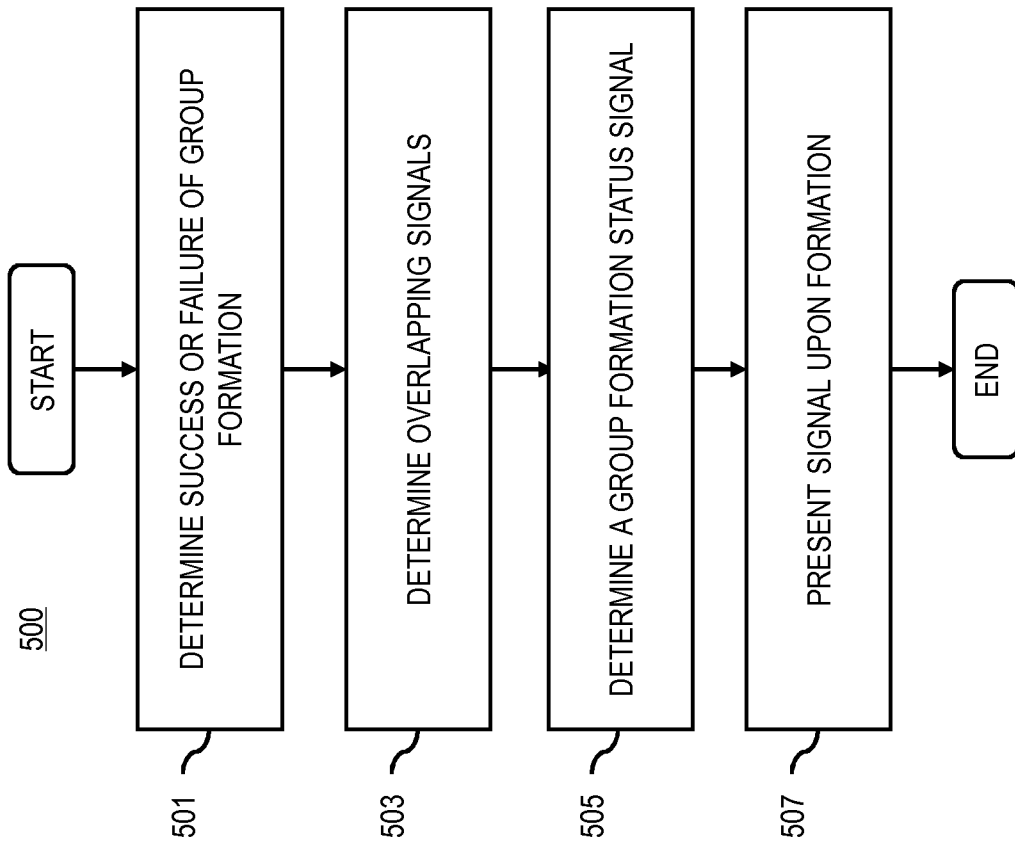 500
START
501
DETERMINE SUCCESS OR FAILURE OF GROUP
FORMATION
503
DETERMINE OVERLAPPING SIGNALS
505
DETERMINE A GROUP FORMATION STATUS SIGNAL
507
PRESENT SIGNAL UPON FORMATION
END